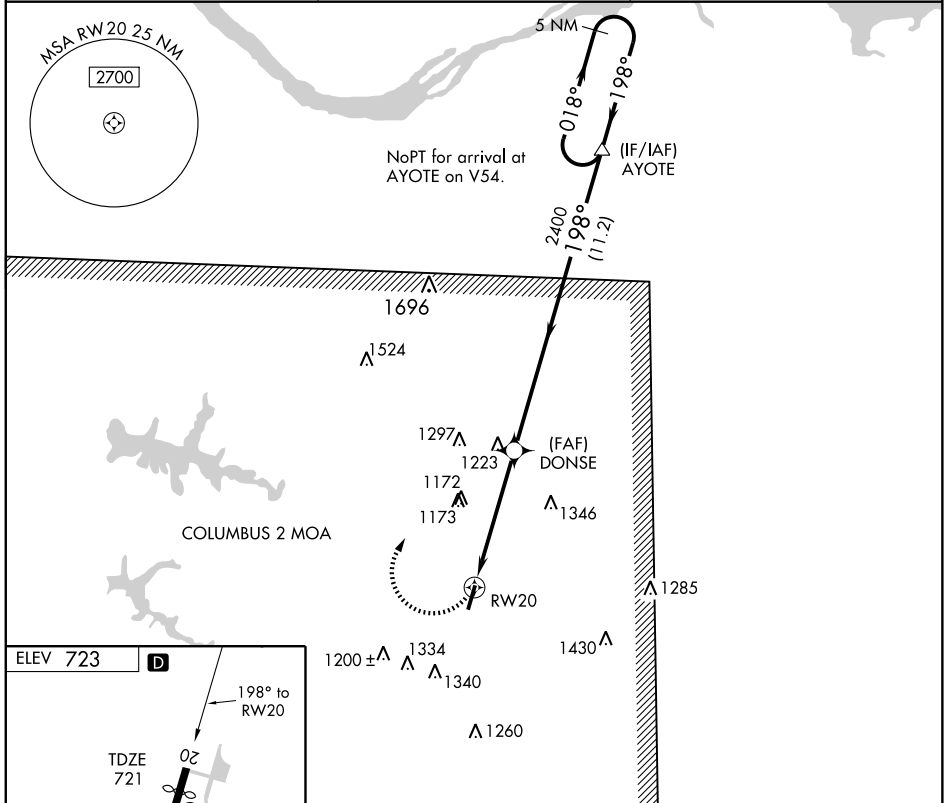 MSA RW20 25 NM
2700
5 NM
018°
198°
NoPT for arrival at
AYOTE on V54.
(IF/IAF)
AYOTE
2400
198°
(11.2)
1696
1524
1297
1223
(FAF)
DONSE
1172
1173
1346
COLUMBUS 2 MOA
RW20
1285
1430
1200 ±
1334
1340
1260
ELEV 723
D
198° to
RW20
20
TDZE
721